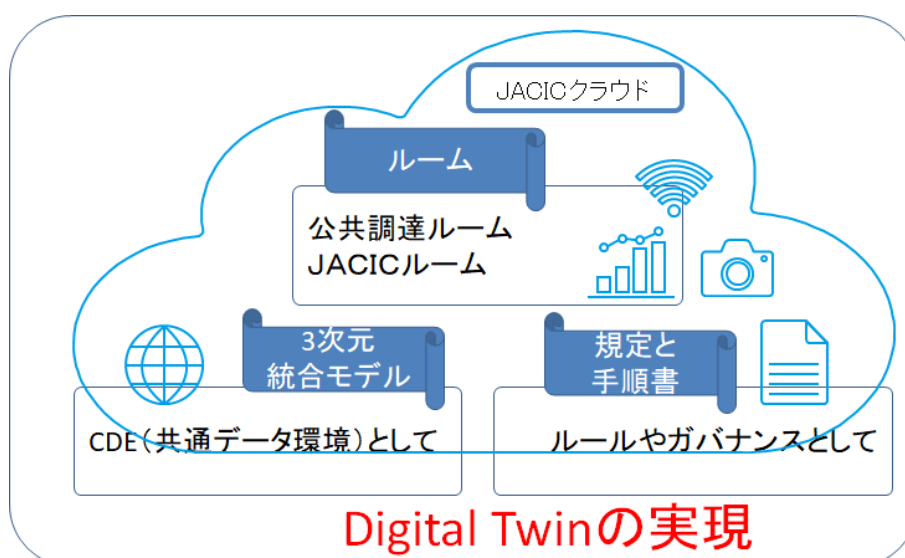 JACICクラウド
ルーム
公共調達ルーム
JACICルーム
3次元
統合モデル
CDE(共通データ環境)として
規定と
手順書
ルールやガバナンスとして
Digital Twinの実現